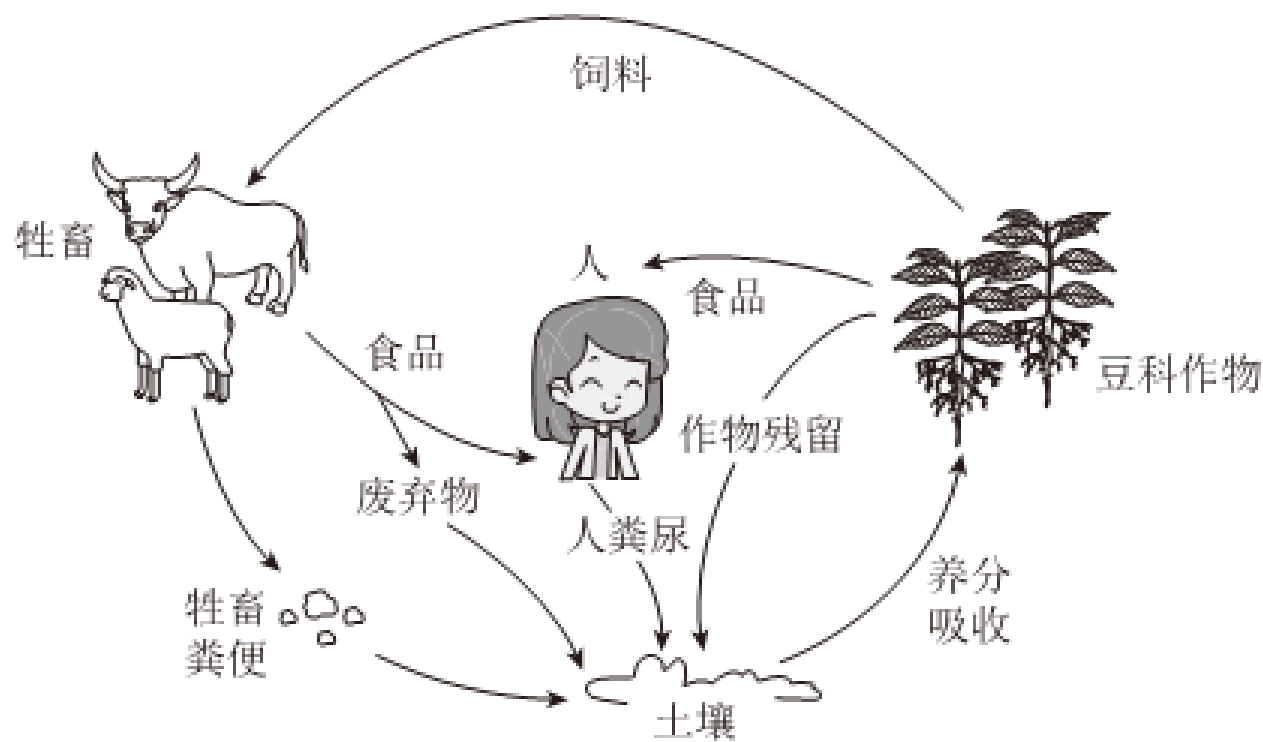 饲料
牲畜
人
食品
食品
豆科作物
作物残留
废弃物
人粪尿
养分
吸收
牲畜
粪便
土壤